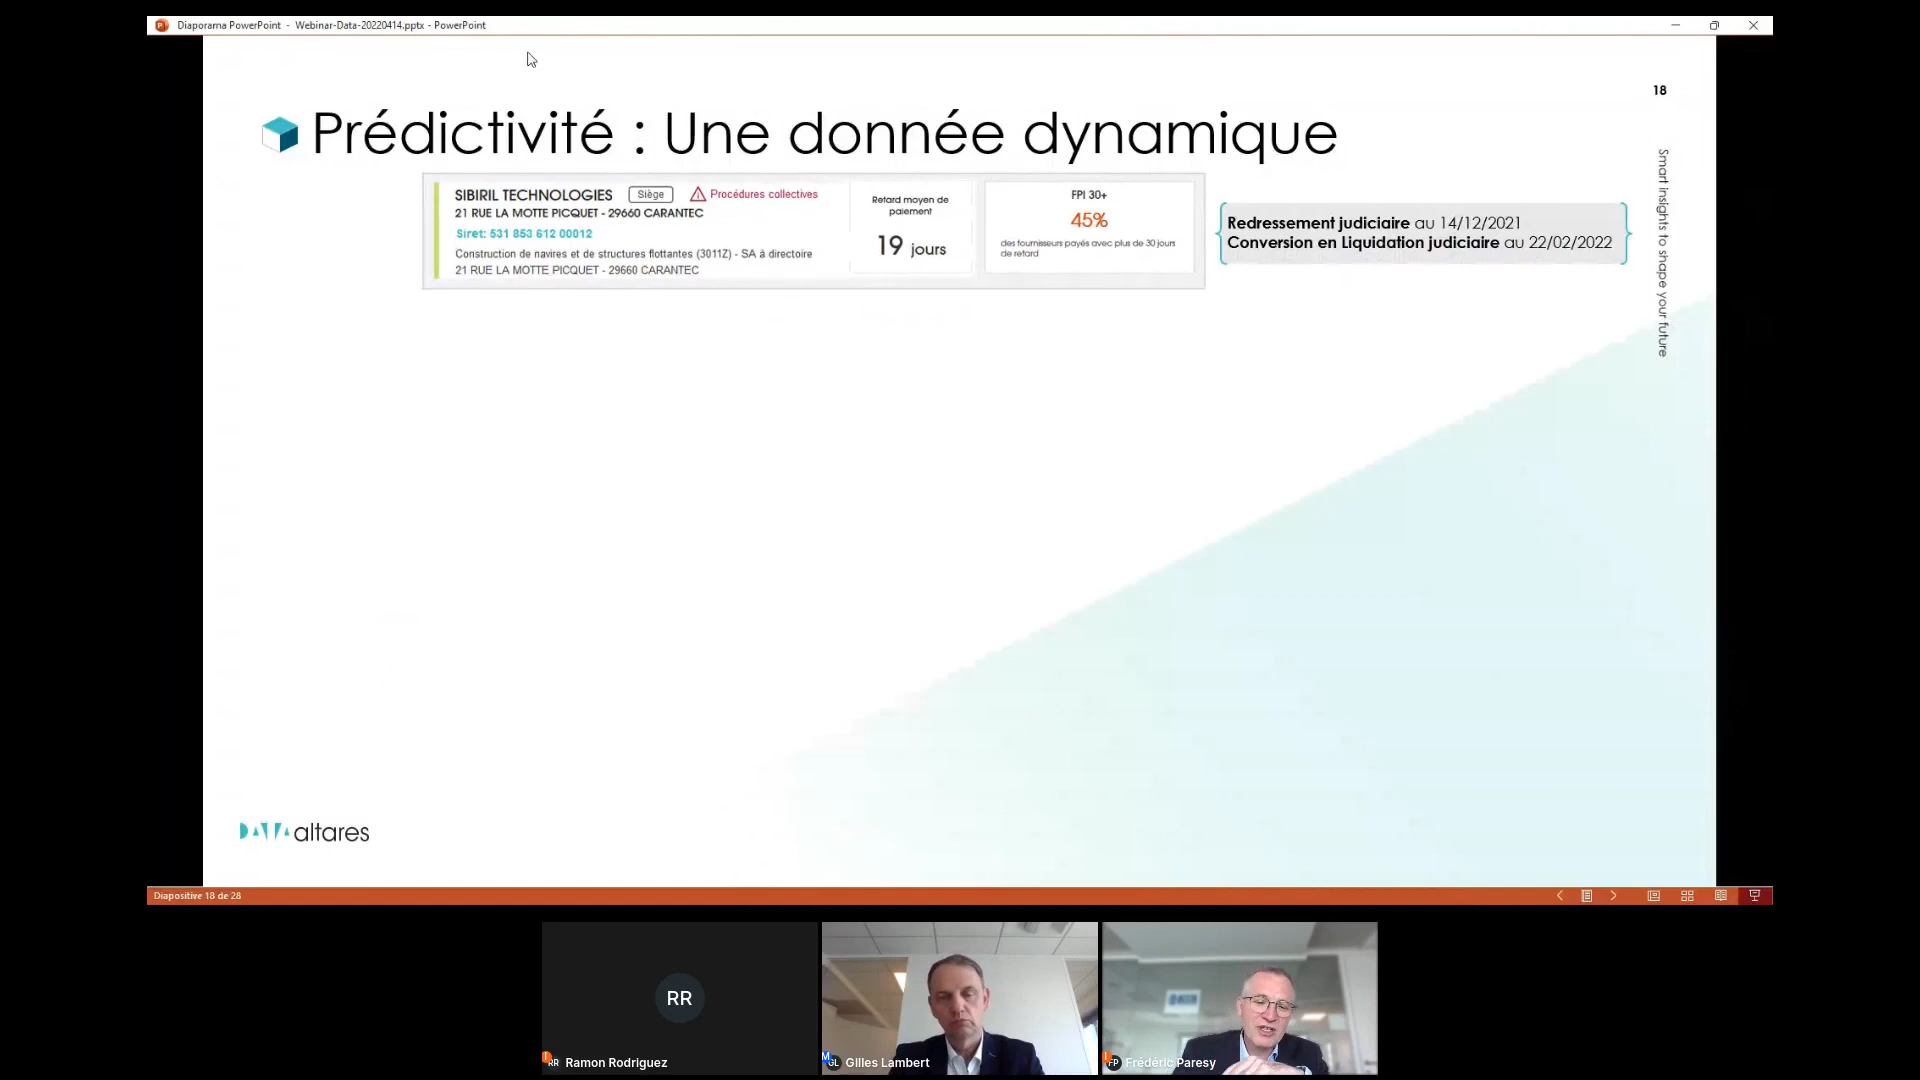 Diaporama PowerPoint - Webinar-Data-20220414.pptx - PowerPoint
18
Prédictivité : Une donnée dynamique
Smart insights to shape your future
SIBIRIL TECHNOLOGIES Siège Procédures collectives
21 RUE LA MOTTE PICQUET - 29660 CARANTEC
Siret: 531 853 612 00012
Construction de navires et de structures flottantes (3011Z) - SA à directoire
21 RUE LA MOTTE PICQUET - 29660 CARANTEC
Retard moyen de
paiement
19 jours
FPI 30+
45%
des fournisseurs payés avec plus de 30 jours
de retard
Redressement judiciaire au 14/12/2021
Conversion en Liquidation judiciaire au 22/02/2022
DATA altares
Diapositive 18 de 28
RR
RR Ramon Rodriguez
M GL Gilles Lambert
FP Frédéric Paresy